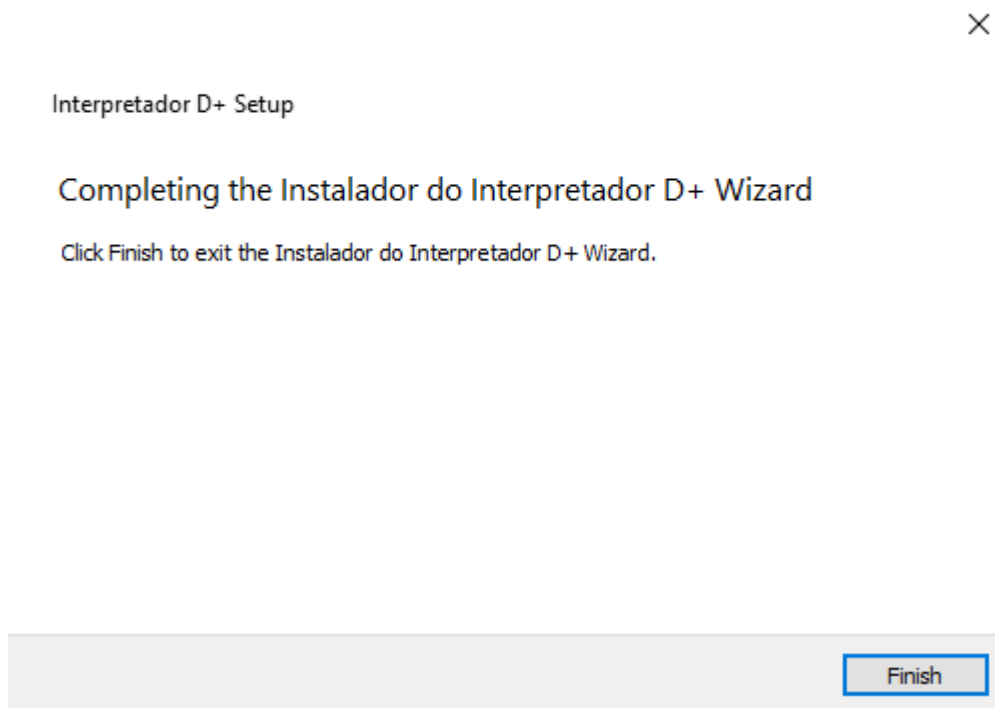 Interpretador D+ Setup
Completing the Instalador do Interpretador D+ Wizard
Click Finish to exit the Instalador do Interpretador D+ Wizard.
Finish